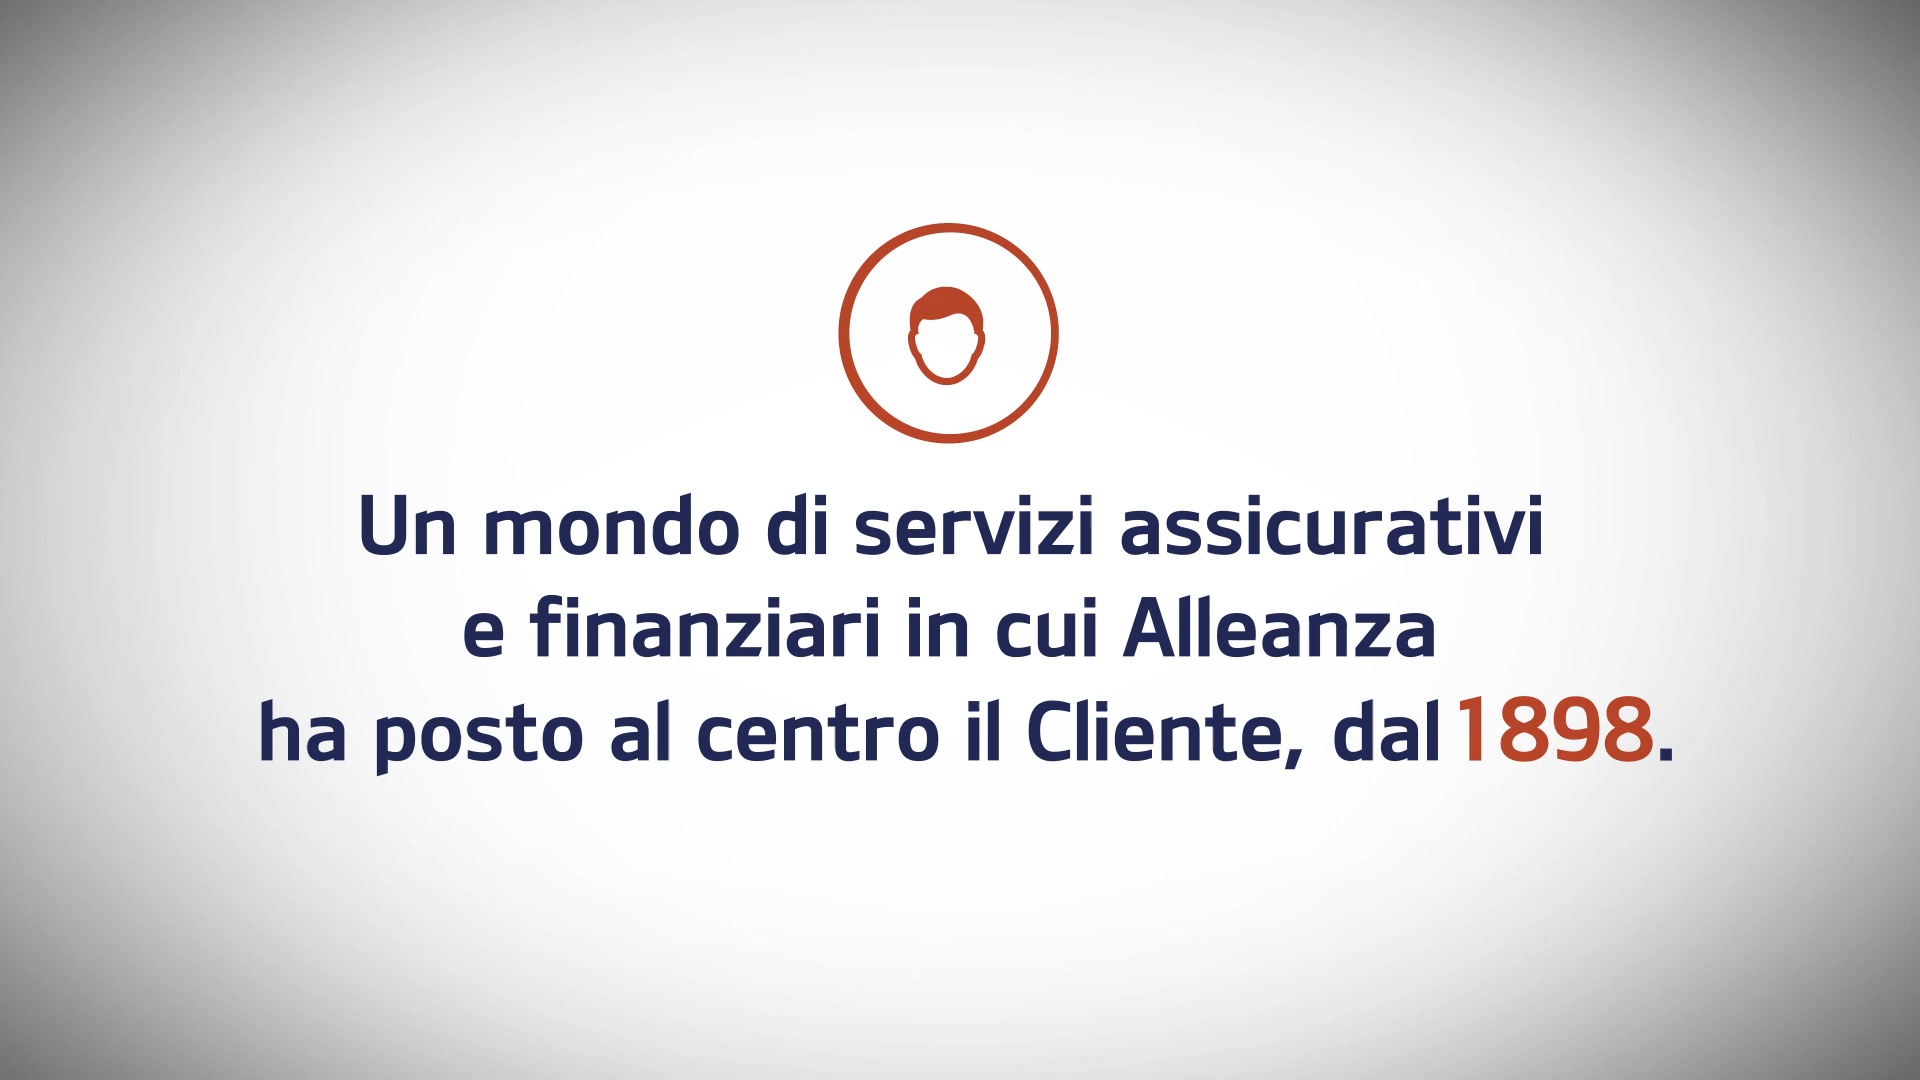 Un mondo di servizi assicurativi
e finanziari in cui Alleanza
ha posto al centro il Cliente, dal 1898.